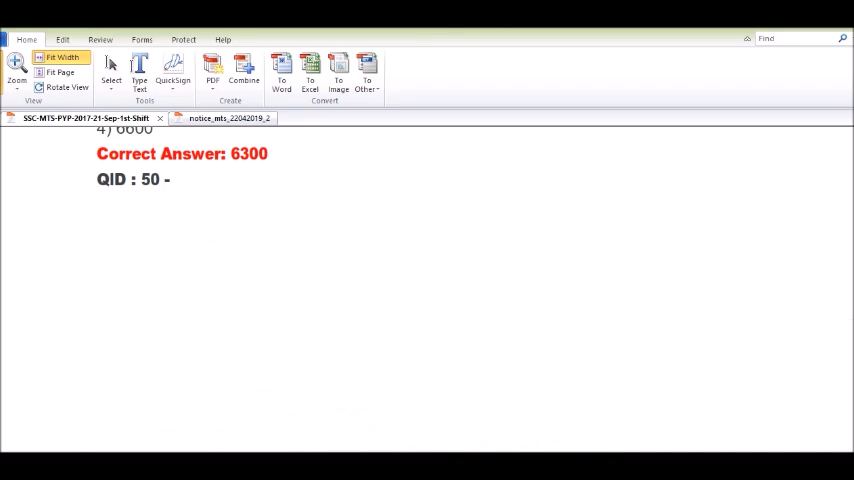 Home Edit Review Forms Protect Help
Find
Zoom
Fit Width
Fit Page
Rotate View
View
Select
Type Text
QuickSign
Tools
PDF
Combine
Create
To Word
To Excel
To Image
To Other
Convert
SSC-MTS-PYP-2017-21-Sep-1st-Shift
notice_mts_22042019_2
4) 6600
Correct Answer: 6300
QID : 50 -